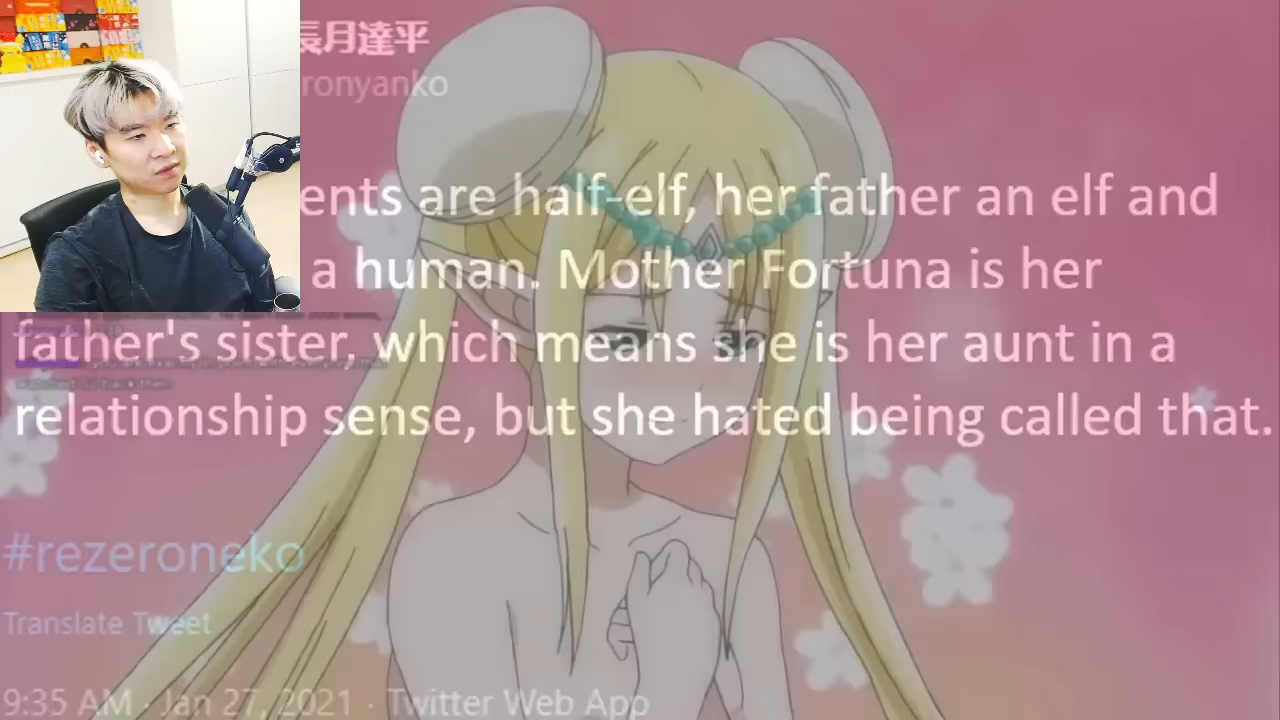 長月達平
ronyanko
ents are half-elf, her father an elf and
a human. Mother Fortuna is her
father's sister, which means she is her aunt in a
relationship sense, but she hated being called that.
#rezeroneko
Translate Tweet
9:35 AM · Jan 27, 2021 · Twitter Web App